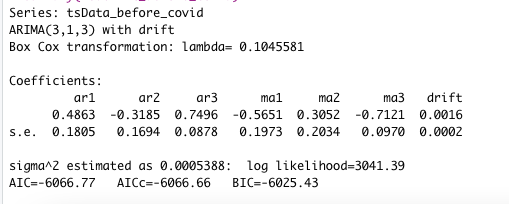 Series: tsData_before_covid
ARIMA(3,1,3) with drift
Box Cox transformation: lambda= 0.1045581
Coefficients:
ar1 ar2 ar3 ma1 ma2 ma3 drift
0.4863 -0.3185 0.7496 -0.5651 0.3052 -0.7121 0.0016
s.e. 0.1805 0.1694 0.0878 0.1973 0.2034 0.0970 0.0002
sigma^2 estimated as 0.0005388: log likelihood=3041.39
AIC=-6066.77 AICc=-6066.66 BIC=-6025.43